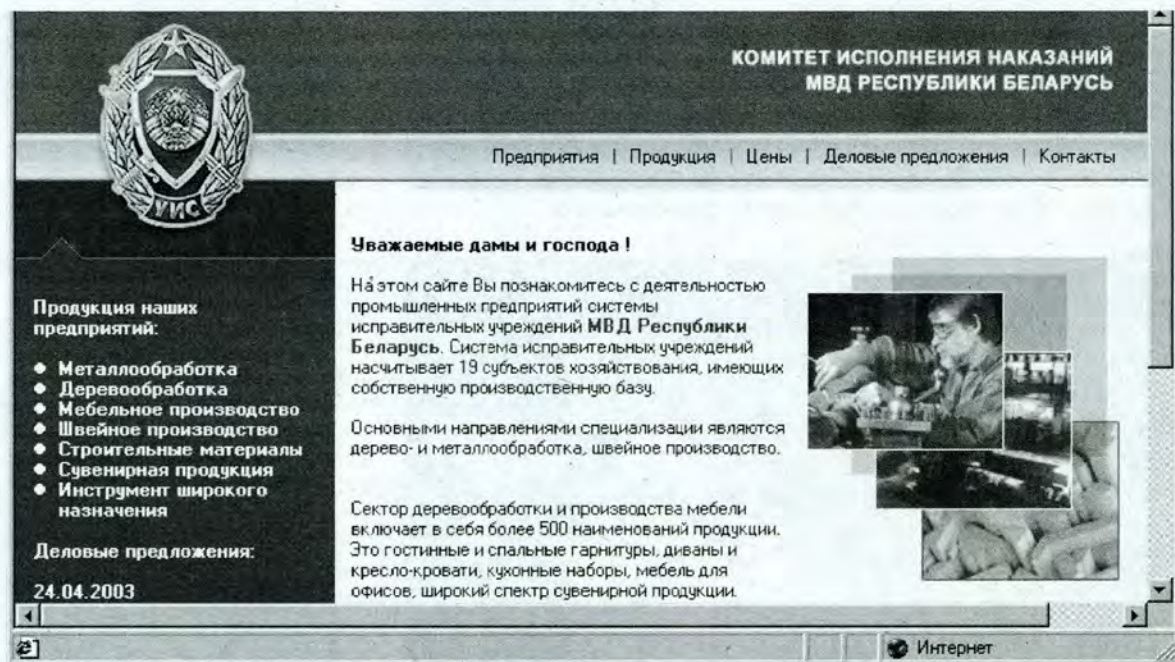 КОМИТЕТ ИСПОЛНЕНИЯ НАКАЗАНИЙ
МВД РЕСПУБЛИКИ БЕЛАРУСЬ
УИС
Предприятия | Продукция | Цены | Деловые предложения | Контакты
Продукция наших
предприятий:
● Металлообработка
● Деревообработка
● Мебельное производство
● Швейное производство
● Строительные материалы
● Сувенирная продукция
● Инструмент широкого
назначения
Деловые предложения:
24.04.2003
Уважаемые дамы и господа !
На этом сайте Вы познакомитесь с деятельностью
промышленных предприятий системы
исправительных учреждений МВД Республики
Беларусь. Система исправительных учреждений
насчитывает 19 субъектов хозяйствования, имеющих
собственную производственную базу.
Основными направлениями специализации являются
дерево- и металлообработка, швейное производство.
Сектор деревообработки и производства мебели
включает в себя более 500 наименований продукции.
Это гостинные и спальные гарнитуры, диваны и
кресло-кровати, кухонные наборы, мебель для
офисов, широкий спектр сувенирной продукции.
Интернет